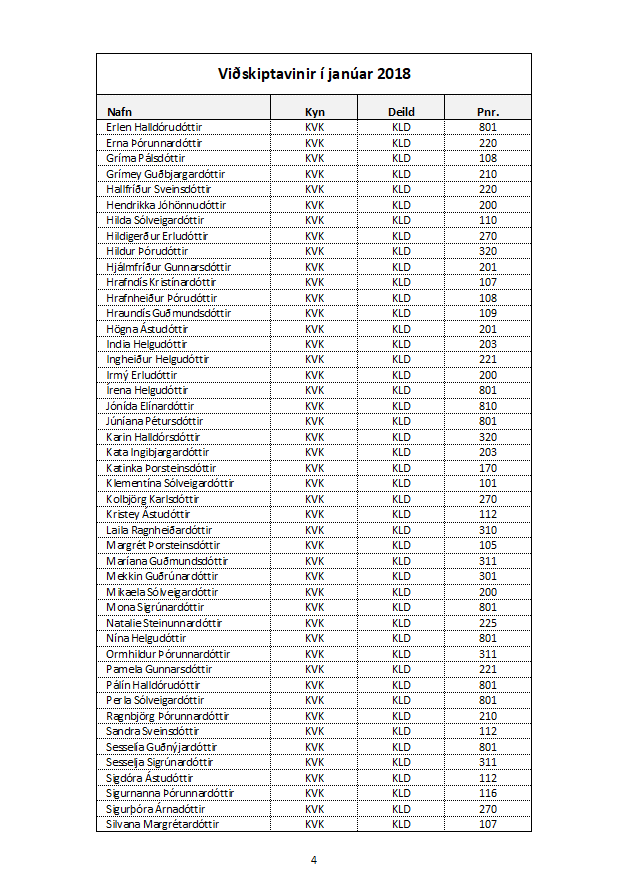 Viðskiptavinir í janúar 2018
Nafn Kyn Deild Pnr.
Erlen Halldórudóttir KVK KLD 801
Erna Þórunnardóttir KVK KLD 220
Gríma Pálsdóttir KVK KLD 108
Grímey Guðbjargardóttir KVK KLD 210
Hallfríður Sveinsdóttir KVK KLD 220
Hendrikka Jóhönnudóttir KVK KLD 200
Hilda Sólveigardóttir KVK KLD 110
Hildigerður Erludóttir KVK KLD 270
Hildur Þórudóttir KVK KLD 320
Hjálmfríður Gunnarsdóttir KVK KLD 201
Hrafndís Kristínardóttir KVK KLD 107
Hrafnheiður Þórudóttir KVK KLD 108
Hraundís Guðmundsdóttir KVK KLD 109
Högna Ástudóttir KVK KLD 201
India Helgudóttir KVK KLD 203
Ingheiður Helgudóttir KVK KLD 221
Irmý Erludóttir KVK KLD 200
Írena Helgudóttir KVK KLD 801
Jónída Elínardóttir KVK KLD 810
Júníana Pétursdóttir KVK KLD 801
Karin Halldórsdóttir KVK KLD 320
Kata Ingibjargardóttir KVK KLD 203
Katinka Þorsteinsdóttir KVK KLD 170
Klementína Sólveigardóttir KVK KLD 101
Kolbjörg Karlsdóttir KVK KLD 270
Kristey Ástudóttir KVK KLD 112
Laila Ragnheiðardóttir KVK KLD 310
Margrét Þorsteinsdóttir KVK KLD 105
Maríana Guðmundsdóttir KVK KLD 311
Mekkin Guðrúnardóttir KVK KLD 301
Mikaela Sólveigardóttir KVK KLD 200
Mona Sigrúnardóttir KVK KLD 801
Natalie Steinunnardóttir KVK KLD 225
Nína Helgudóttir KVK KLD 801
Ormhildur Þórunnardóttir KVK KLD 311
Pamela Gunnarsdóttir KVK KLD 221
Pálín Halldórudóttir KVK KLD 801
Perla Sólveigardóttir KVK KLD 801
Ragnbjörg Þórunnardóttir KVK KLD 210
Sandra Sveinsdóttir KVK KLD 112
Sesselía Guðnýjardóttir KVK KLD 801
Sesselja Sigrúnardóttir KVK KLD 311
Sigdóra Ástudóttir KVK KLD 112
Sigurnanna Þórunnardóttir KVK KLD 116
Sigurþóra Árnadóttir KVK KLD 270
Silvana Margrétardóttir KVK KLD 107
4